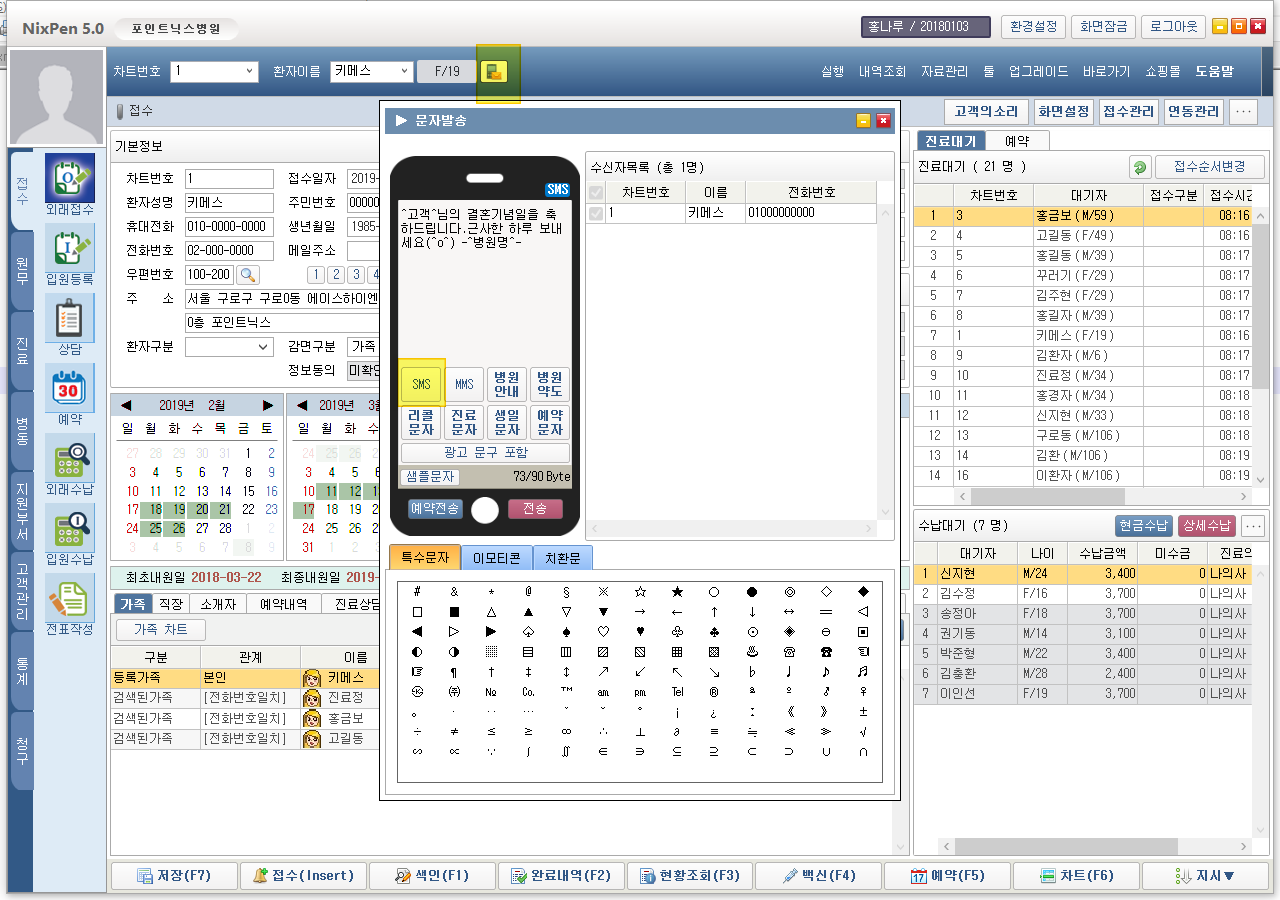 NixPen 5.0 포인트닉스병원 홍나루 / 20180103 환경설정 화면잠금 로그아웃
차트번호 1 환자이름 키메스 F/19 실행 내역조회 자료관리 툴 업그레이드 바로가기 쇼핑몰 도움말
접수 고객의소리 화면설정 접수관리 연동관리 ...
접수
원무
진료
병동
지원부서
고객관리
통계
청구
외래접수
입원등록
상담
30
예약
외래수납
입원수납
전표작성
기본정보
차트번호 1 접수일자 2019-
환자성명 키메스 주민번호 00000
휴대전화 010-0000-0000 생년월일 1985-
전화번호 02-000-0000 메일주소
우편번호 100-200 1 2 3 4
주 소 서울 구로구 구로0동 에이스하이엔
0층 포인트닉스
환자구분 감면구분 가족
정보동의 미확인
◀ 2019년 2월 ▶
일 월 화 수 목 금 토
27 28 29 30 31 1 2
3 4 5 6 7 8 9
10 11 12 13 14 15 16
17 18 19 20 21 22 23
24 25 26 27 28 1 2
3 4 5 6 7 8 9
◀ 2019년 3월
일 월 화 수
24 25 26
3 4 5
10 11 12 1
17 18 19
24 25 26
31 1 2
최초내원일 2018-03-22 최종내원일 2019-
가족 직장 소개자 예약내역 진료상담
가족 차트
구분 관계 이름
등록가족 본인 키메스
검색된가족 [전화번호일치] 진료정
검색된가족 [전화번호일치] 홍금보
검색된가족 [전화번호일치] 고길동
▶ 문자발송
SMS
^고객^님의 결혼기념일을 축
하드립니다.근사한 하루 보내
세요(^o^) -^병원명^-
SMS MMS 병원안내 병원약도
리콜문자 진료문자 생일문자 예약문자
광고 문구 포함
샘플문자 73/90 Byte
예약전송 전송
수신자목록 (총 1명)
차트번호 이름 전화번호
1 키메스 01000000000
특수문자 이모티콘 치환문
# & * @ § ※ ☆ ★ ○ ● ◎ ◇ ◆
□ ■ △ ▲ ▽ ▼ → ← ↑ ↓ ↔ 〓 ◁
◀ ▷ ▶ ♤ ♠ ♡ ♥ ♧ ♣ ⊙ ◈ ⊖ ▣
◐ ◑ ▒ ▤ ▥ ▨ ▧ ▦ ▩ ♨ ☏ ☎ ☜
☞ ¶ † ‡ ↕ ↗ ↙ ↖ ↘ ♭ ♩ ♪ ♬
㉿ ㈜ № ㏇ ™ ㏂ ㏘ ℡ ® ª º ♂ ♀
。 · ‥ … ˇ ˘ ˚ ¡ ¿ ː 《 》 ±
÷ ≠ ≤ ≥ ∞ ∴ ⊥ ∂ ≡ ≒ ≪ ≫ √
∽ ∝ ∵ ∫ ∬ ∈ ∋ ⊆ ⊇ ⊂ ⊃ ∪ ∩
진료대기 예약
진료대기 ( 21 명 ) 접수순서변경
차트번호 대기자 접수구분 접수시간
1 3 홍금보 ( M/59 ) 08:16
2 4 고길동 ( F/49 ) 08:16
3 5 홍길동 ( M/39 ) 08:17
4 6 꾸러기 ( F/29 ) 08:17
5 7 김주현 ( F/29 ) 08:17
6 8 홍길자 ( M/39 ) 08:17
7 1 키메스 ( F/19 ) 08:16
8 9 김환자 ( M/6 ) 08:17
9 10 진료정 ( M/34 ) 08:17
10 11 홍경자 ( M/34 ) 08:18
11 12 신지현 ( M/33 ) 08:18
12 13 구로동 ( M/106 ) 08:18
13 14 김환 ( M/106 ) 08:19
14 16 이환자 ( M/106 ) 08:19
수납대기 (7 명) 현금수납 상세수납 ...
대기자 나이 수납금액 미수금 진료의
1 신지현 M/24 3,400 0 나의사
2 김수정 F/16 3,700 0 나의사
3 송정아 F/18 3,700 0 나의사
4 권기동 M/14 3,100 0 나의사
5 박준형 M/22 3,400 0 나의사
6 김충환 M/28 2,400 0 나의사
7 이인선 F/19 3,700 0 나의사
저장(F7) 접수(Insert) 색인(F1) 완료내역(F2) 현황조회(F3) 백신(F4) 17 예약(F5) 차트(F6) 지시▼